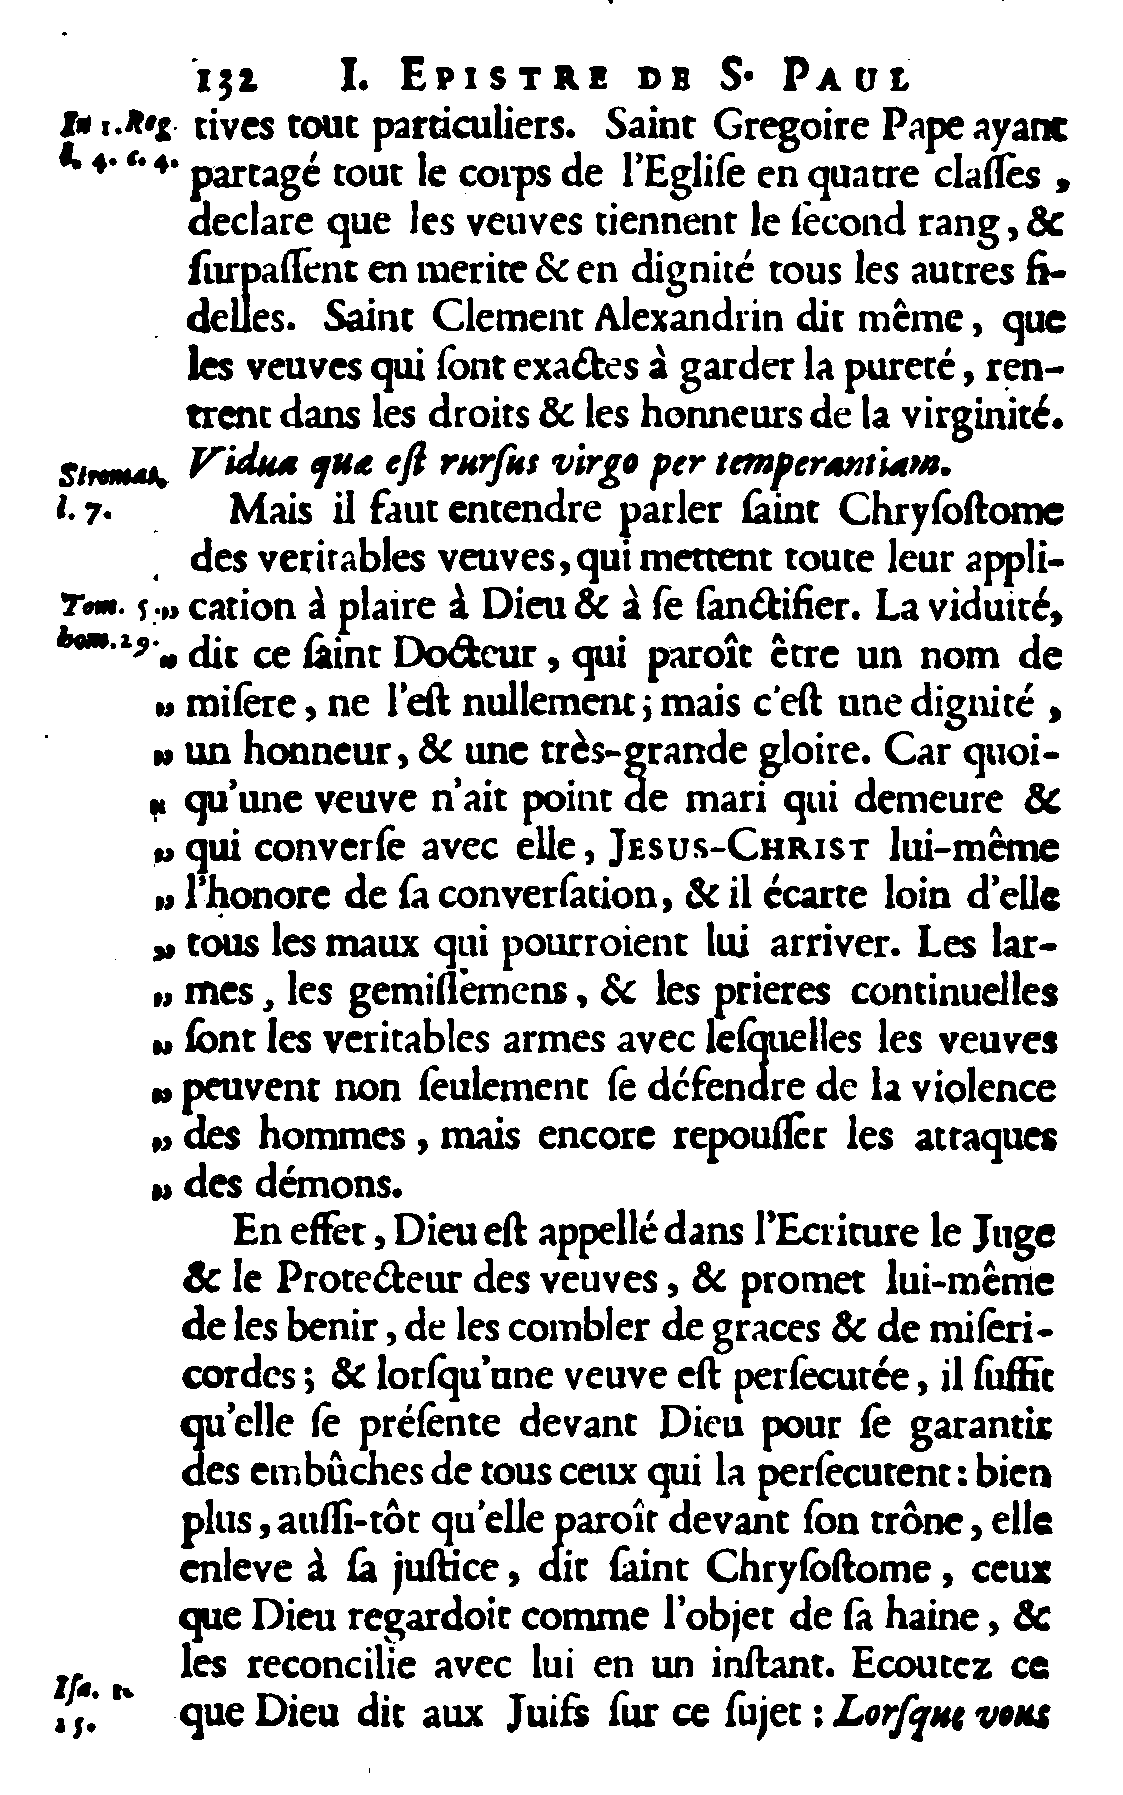 132 I. EPISTRE DE S. PAUL
In 1. Reg. tives tout particuliers. Saint Gregoire Pape ayant
l. 4. c. 4. partagé tout le corps de l'Egliſe en quatre claſſes,
declare que les veuves tiennent le ſecond rang, &
ſurpaſſent en merite & en dignité tous les autres fi-
delles. Saint Clement Alexandrin dit même, que
les veuves qui ſont exactes à garder la pureté, ren-
trent dans les droits & les honneurs de la virginité.
Stromat. Vidua quæ eſt rurſus virgo per temperantiam.
l. 7. Mais il faut entendre parler ſaint Chryſoſtome
des veritables veuves, qui mettent toute leur appli-
Tom. 5. „ cation à plaire à Dieu & à ſe ſanctifier. La viduité,
hom. 29. „ dit ce ſaint Docteur, qui paroît être un nom de
„ miſere, ne l'eſt nullement; mais c'eſt une dignité,
„ un honneur, & une très-grande gloire. Car quoi-
„ qu'une veuve n'ait point de mari qui demeure &
„ qui converſe avec elle, JESUS-CHRIST lui-même
„ l'honore de ſa converſation, & il écarte loin d'elle
„ tous les maux qui pourroient lui arriver. Les lar-
„ mes, les gemiſſemens, & les prieres continuelles
„ ſont les veritables armes avec leſquelles les veuves
„ peuvent non ſeulement ſe défendre de la violence
„ des hommes, mais encore repouſſer les attaques
„ des démons.
En effet, Dieu eſt appellé dans l'Ecriture le Juge
& le Protecteur des veuves, & promet lui-même
de les benir, de les combler de graces & de miſeri-
cordes; & lorſqu'une veuve eſt perſecutée, il ſuffit
qu'elle ſe préſente devant Dieu pour ſe garantir
des embûches de tous ceux qui la perſecutent: bien
plus, auſſi-tôt qu'elle paroît devant ſon trône, elle
enleve à ſa juſtice, dit ſaint Chryſoſtome, ceux
que Dieu regardoit comme l'objet de ſa haine, &
les reconcilie avec lui en un inſtant. Ecoutez ce
Iſa. 1. 15. que Dieu dit aux Juifs ſur ce ſujet: Lorſque vous